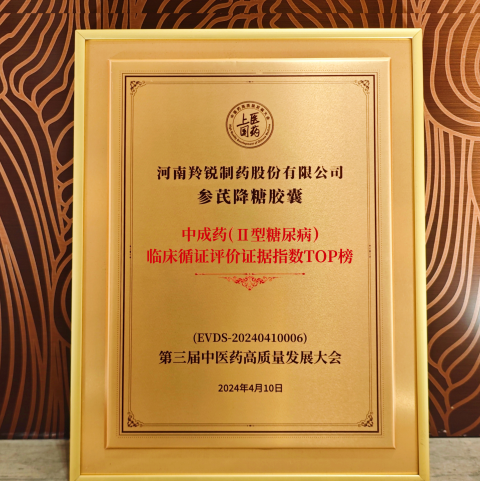 上医
国药
河南羚锐制药股份有限公司
参芪降糖胶囊
中成药(Ⅱ型糖尿病)
临床循证评价证据指数TOP榜
(EVDS-20240410006)
第三届中医药高质量发展大会
2024年4月10日